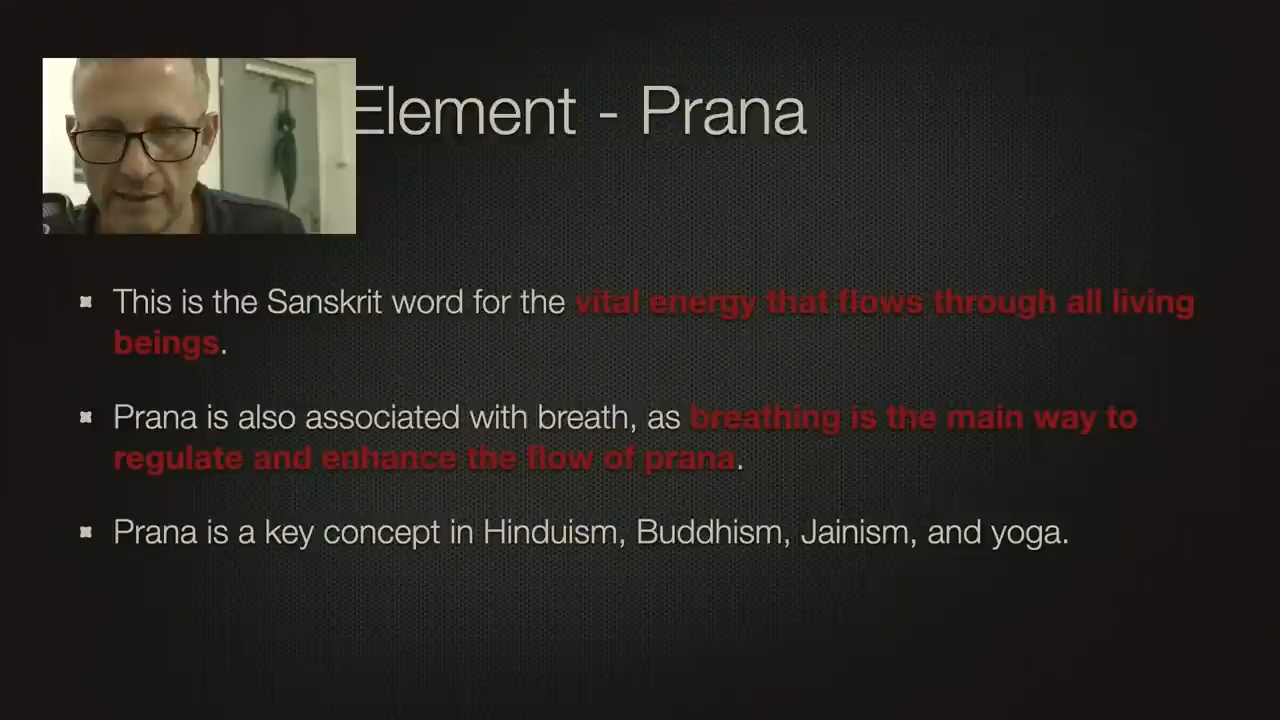 Element - Prana
This is the Sanskrit word for the vital energy that flows through all living
beings.
Prana is also associated with breath, as breathing is the main way to
regulate and enhance the flow of prana.
Prana is a key concept in Hinduism, Buddhism, Jainism, and yoga.